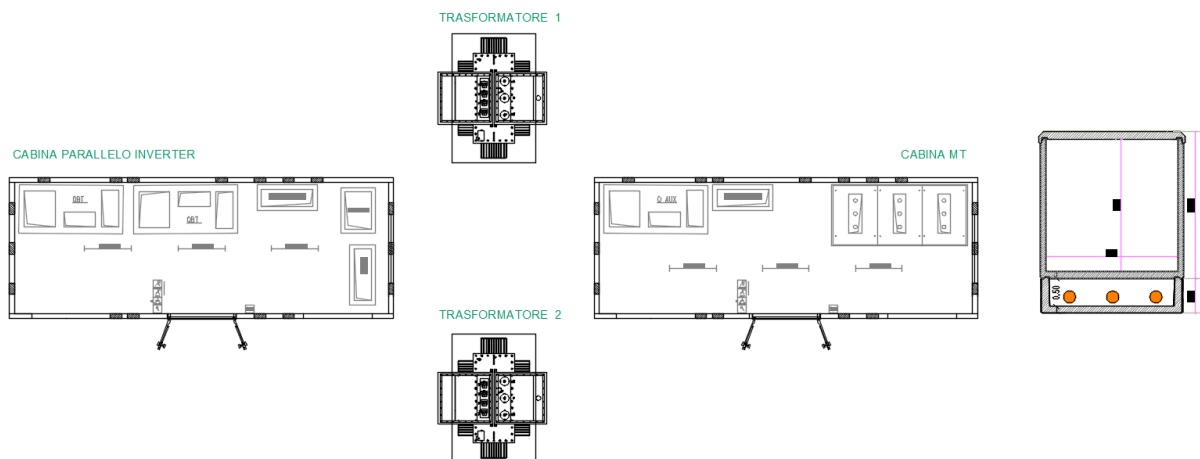 TRASFORMATORE 1
CABINA PARALLELO INVERTER
CABINA MT
QBT
QBT
Q AUX
0,50
TRASFORMATORE 2